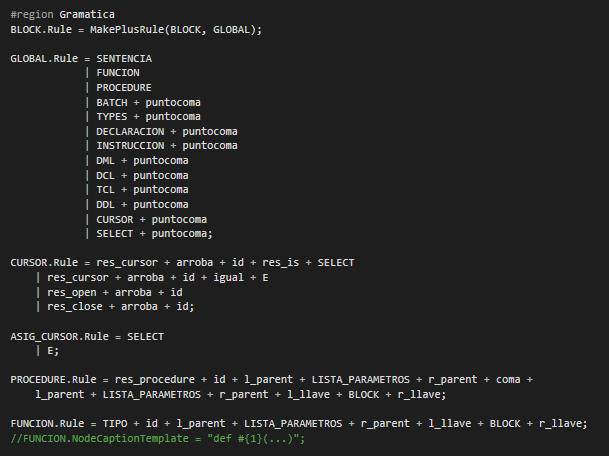 #region Gramatica
BLOCK.Rule = MakePlusRule(BLOCK, GLOBAL);
GLOBAL.Rule = SENTENCIA
| FUNCION
| PROCEDURE
| BATCH + puntocoma
| TYPES + puntocoma
| DECLARACION + puntocoma
| INSTRUCCION + puntocoma
| DML + puntocoma
| DCL + puntocoma
| TCL + puntocoma
| DDL + puntocoma
| CURSOR + puntocoma
| SELECT + puntocoma;
CURSOR.Rule = res_cursor + arroba + id + res_is + SELECT
| res_cursor + arroba + id + igual + E
| res_open + arroba + id
| res_close + arroba + id;
ASIG_CURSOR.Rule = SELECT
| E;
PROCEDURE.Rule = res_procedure + id + l_parent + LISTA_PARAMETROS + r_parent + coma +
l_parent + LISTA_PARAMETROS + r_parent + l_llave + BLOCK + r_llave;
FUNCION.Rule = TIPO + id + l_parent + LISTA_PARAMETROS + r_parent + l_llave + BLOCK + r_llave;
//FUNCION.NodeCaptionTemplate = "def #{1}(...)";